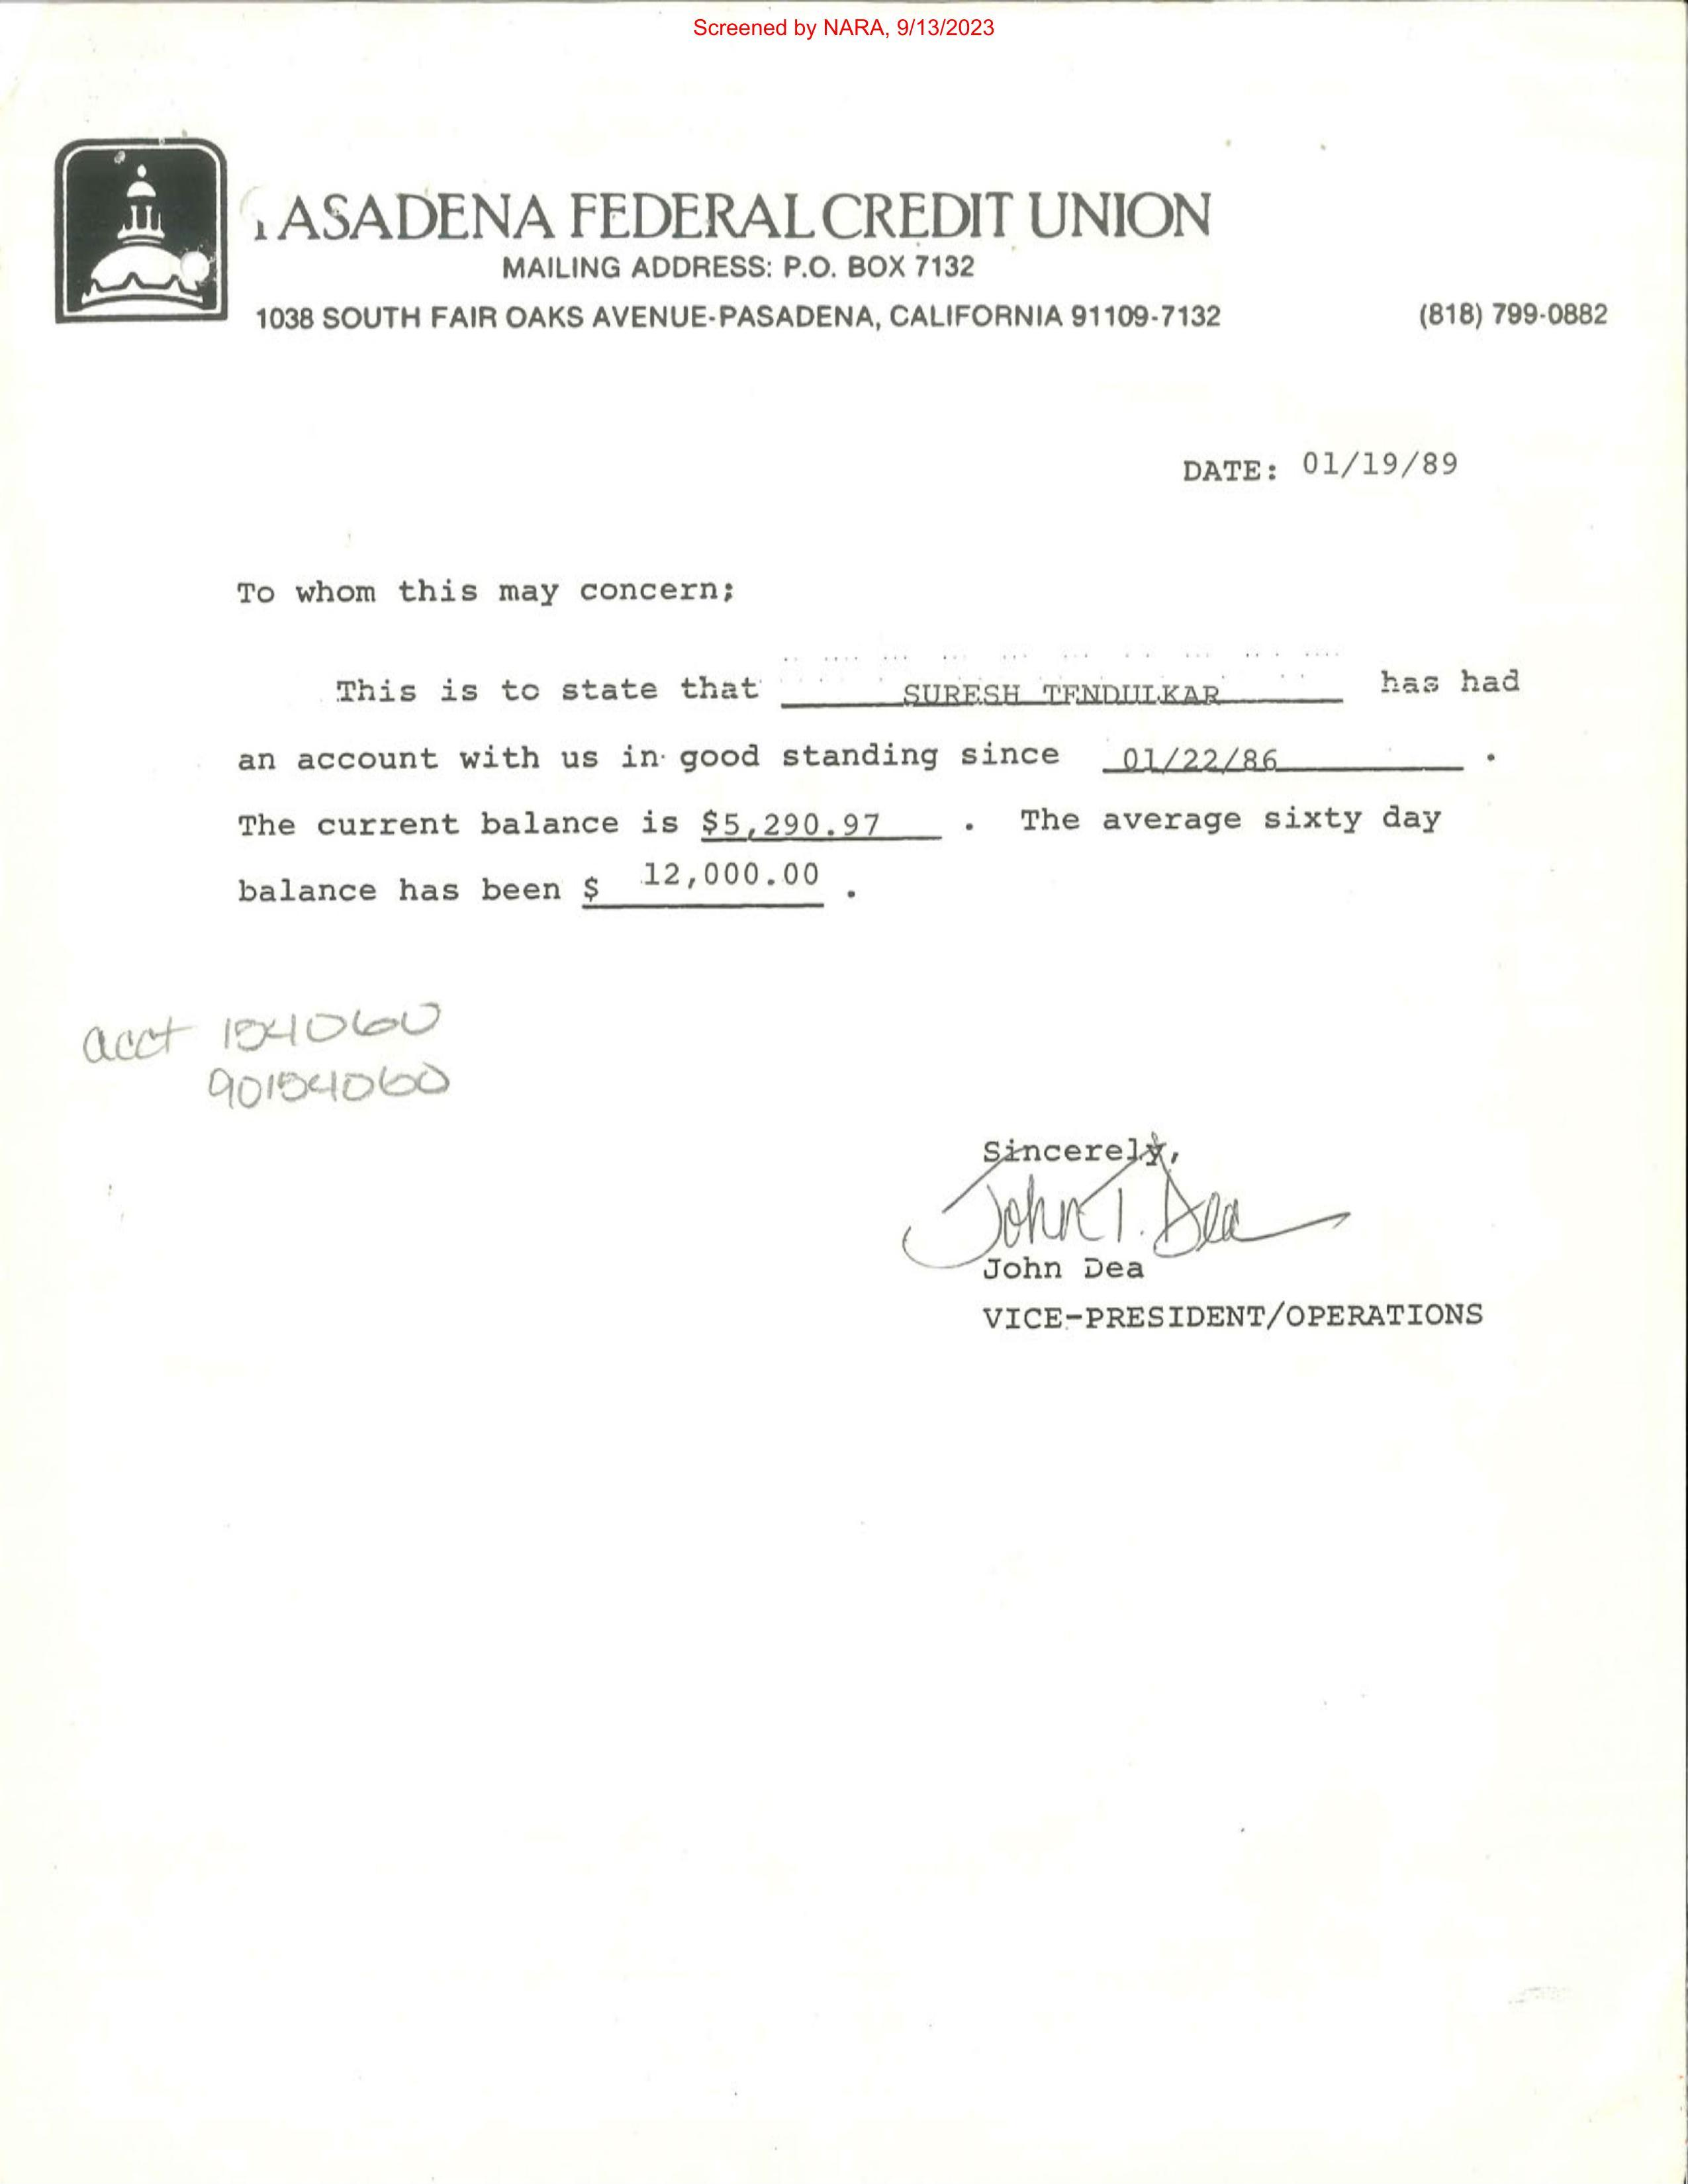 Screened by NARA, 9/13/2023
ASADENA FEDERAL CREDIT UNION
MAILING ADDRESS: P.O. BOX 7132
1038 SOUTH FAIR OAKS AVENUE-PASADENA, CALIFORNIA 91109-7132 (818) 799-0882
DATE: 01/19/89
To whom this may concern;
This is to state that SURESH TENDULKAR has had
an account with us in good standing since 01/22/86 .
The current balance is $5,290.97 . The average sixty day
balance has been $ 12,000.00 .
acct 154060
90154060
Sincerely,
John T. Dea
John Dea
VICE-PRESIDENT/OPERATIONS